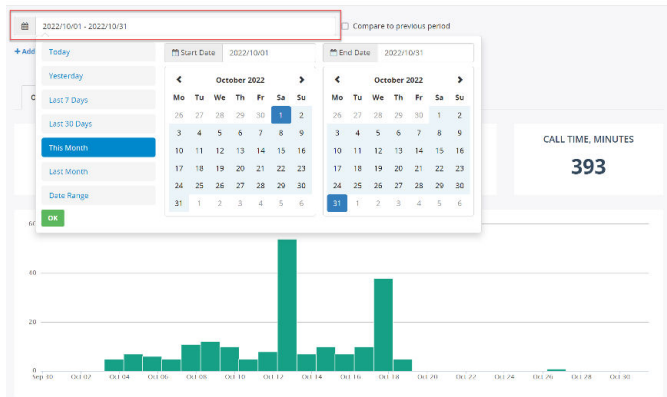 2022/10/01 - 2022/10/31
Compare to previous period
+ Add
Today
Yesterday
Last 7 Days
Last 30 Days
This Month
Last Month
Date Range
OK
Start Date 2022/10/01
October 2022
Mo Tu We Th Fr Sa Su
26 27 28 29 30 1 2
3 4 5 6 7 8 9
10 11 12 13 14 15 16
17 18 19 20 21 22 23
24 25 26 27 28 29 30
31 1 2 3 4 5 6
End Date 2022/10/31
October 2022
Mo Tu We Th Fr Sa Su
26 27 28 29 30 1 2
3 4 5 6 7 8 9
10 11 12 13 14 15 16
17 18 19 20 21 22 23
24 25 26 27 28 29 30
31 1 2 3 4 5 6
CALL TIME, MINUTES
393
60
40
20
0
Sep 30 Oct 02 Oct 04 Oct 06 Oct 08 Oct 10 Oct 12 Oct 14 Oct 16 Oct 18 Oct 20 Oct 22 Oct 24 Oct 26 Oct 28 Oct 30